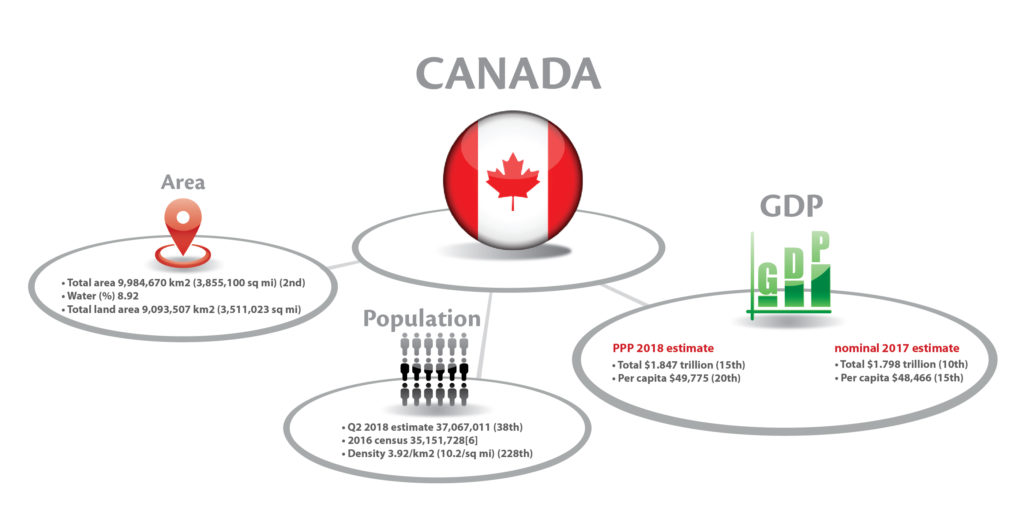 CANADA
Area
• Total area 9,984,670 km2 (3,855,100 sq mi) (2nd)
• Water (%) 8.92
• Total land area 9,093,507 km2 (3,511,023 sq mi)
Population
• Q2 2018 estimate 37,067,011 (38th)
• 2016 census 35,151,728[6]
• Density 3.92/km2 (10.2/sq mi) (228th)
GDP
GDP
PPP 2018 estimate
• Total $1.847 trillion (15th)
• Per capita $49,775 (20th)
nominal 2017 estimate
• Total $1.798 trillion (10th)
• Per capita $48,466 (15th)